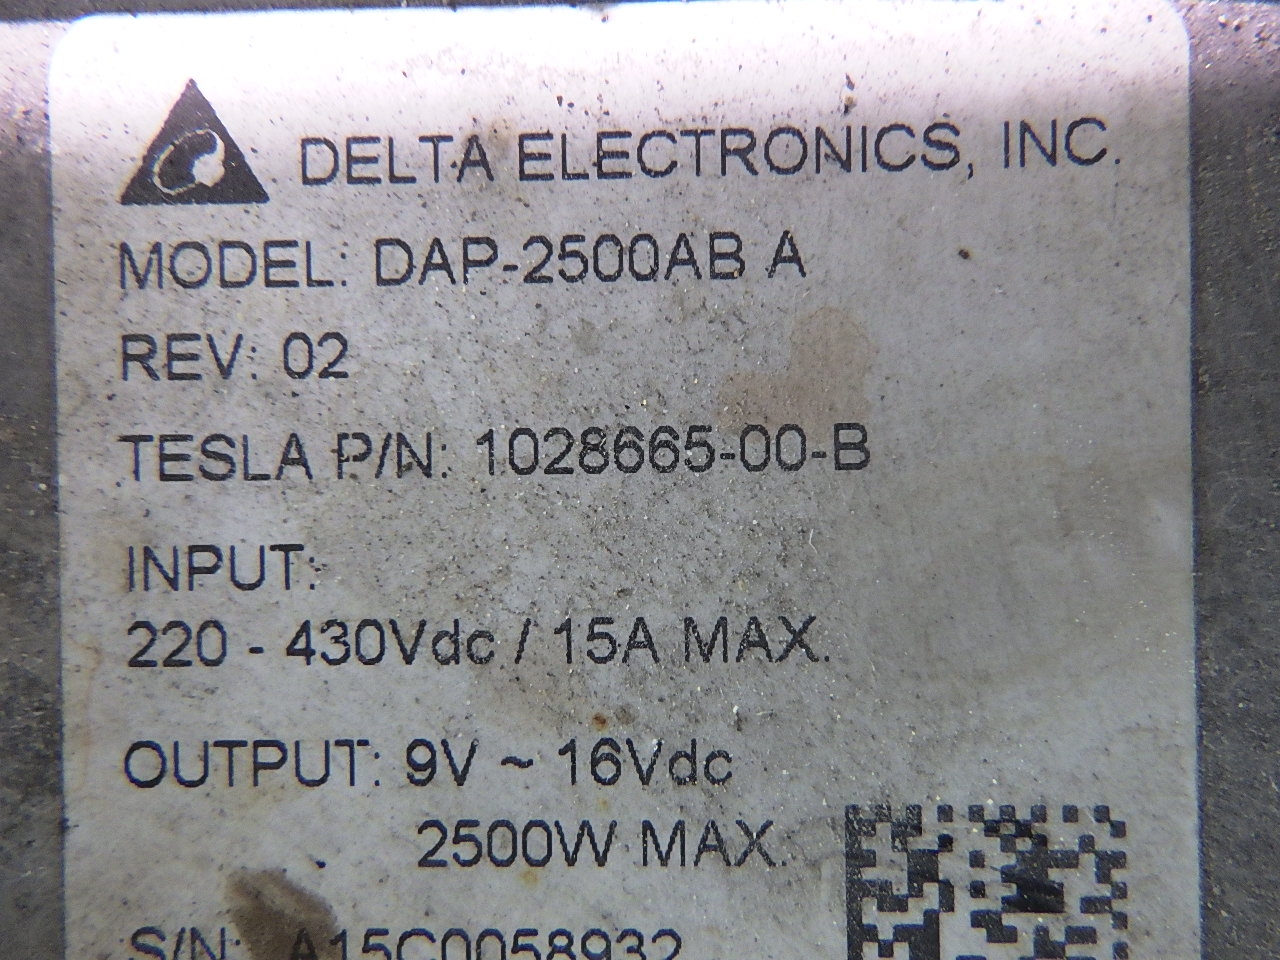 DELTA ELECTRONICS, INC.
MODEL: DAP-2500AB A
REV: 02
TESLA P/N: 1028665-00-B
INPUT:
220 - 430Vdc / 15A MAX.
OUTPUT: 9V ~ 16Vdc
2500W MAX.
S/N: A15C0058932